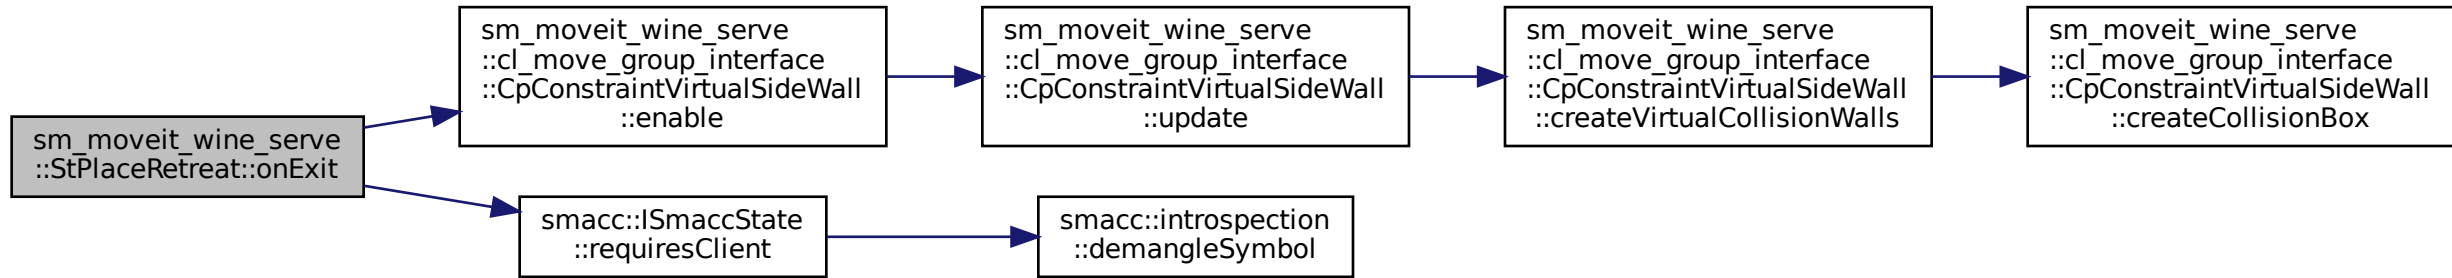 sm_moveit_wine_serve
::StPlaceRetreat::onExit
sm_moveit_wine_serve
::cl_move_group_interface
::CpConstraintVirtualSideWall
::enable
sm_moveit_wine_serve
::cl_move_group_interface
::CpConstraintVirtualSideWall
::update
sm_moveit_wine_serve
::cl_move_group_interface
::CpConstraintVirtualSideWall
::createVirtualCollisionWalls
sm_moveit_wine_serve
::cl_move_group_interface
::CpConstraintVirtualSideWall
::createCollisionBox
smacc::ISmaccState
::requiresClient
smacc::introspection
::demangleSymbol